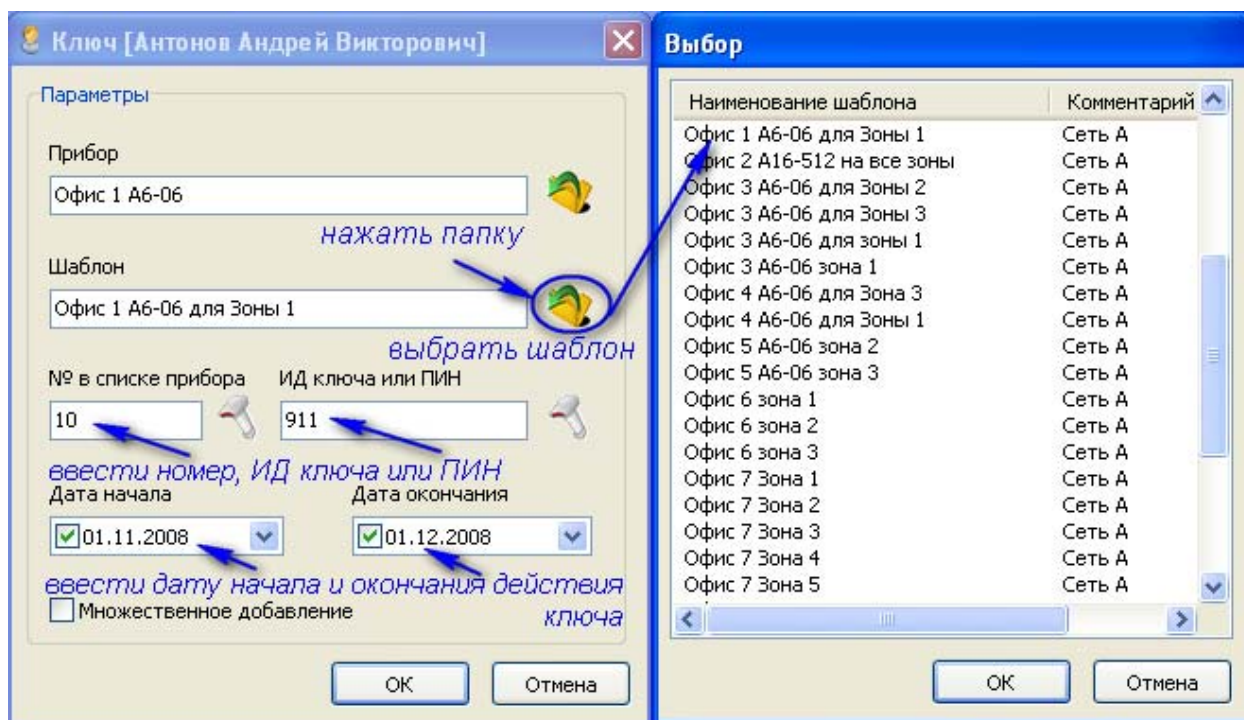 Ключ [Антонов Андрей Викторович]
Параметры
Прибор
Офис 1 А6-06
нажать папку
Шаблон
Офис 1 А6-06 для Зоны 1
выбрать шаблон
№ в списке прибора ИД ключа или ПИН
10 911
ввести номер, ИД ключа или ПИН
Дата начала Дата окончания
01.11.2008 01.12.2008
ввести дату начала и окончания действия
ключа
Множественное добавление
ОК Отмена
Выбор
Наименование шаблона Комментарий
Офис 1 А6-06 для Зоны 1 Сеть А
Офис 2 А16-512 на все зоны Сеть А
Офис 3 А6-06 для Зоны 2 Сеть А
Офис 3 А6-06 для Зоны 3 Сеть А
Офис 3 А6-06 для зоны 1 Сеть А
Офис 3 А6-06 зона 1 Сеть А
Офис 4 А6-06 для Зона 3 Сеть А
Офис 4 А6-06 для Зоны 1 Сеть А
Офис 5 А6-06 зона 2 Сеть А
Офис 5 А6-06 зона 3 Сеть А
Офис 6 зона 1 Сеть А
Офис 6 зона 2 Сеть А
Офис 6 зона 3 Сеть А
Офис 7 Зона 1 Сеть А
Офис 7 Зона 2 Сеть А
Офис 7 Зона 3 Сеть А
Офис 7 Зона 4 Сеть А
Офис 7 Зона 5 Сеть А
ОК Отмена